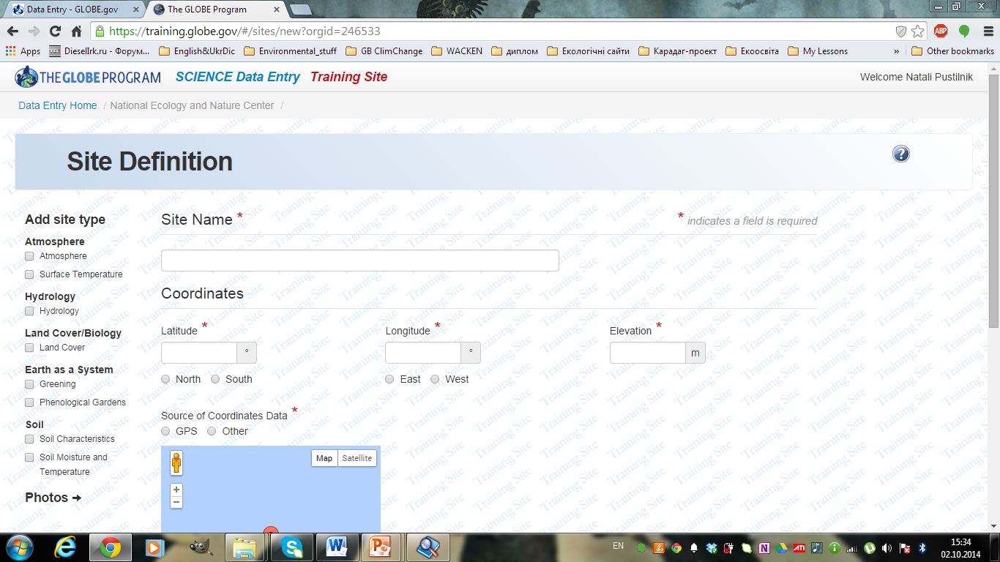 Data Entry - GLOBE.gov
The GLOBE Program
https://training.globe.gov/#/sites/new?orgid=246533
ABP
Apps
DieselIrk.ru - Форум...
English&UkrDic
Environmental_stuff
GB ClimChange
WACKEN
диплом
Екологічні сайти
Карадаг-проект
Екоосвіта
My Lessons
»
Other bookmarks
THE GLOBE PROGRAM SCIENCE Data Entry Training Site
Welcome Natali Pustilnik
Data Entry Home / National Ecology and Nature Center /
Site Definition
?
Add site type
Atmosphere
Atmosphere
Surface Temperature
Hydrology
Hydrology
Land Cover/Biology
Land Cover
Earth as a System
Greening
Phenological Gardens
Soil
Soil Characteristics
Soil Moisture and
Temperature
Photos →
Site Name *
* indicates a field is required
Coordinates
Latitude * Longitude * Elevation *
° ° m
North South East West
Source of Coordinates Data *
GPS Other
Map Satellite
+
−
EN
15:34
02.10.2014